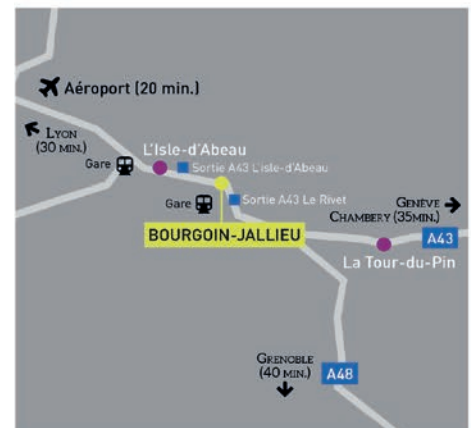 Aéroport (20 min.)
LYON
(30 MIN.)
L'Isle-d'Abeau
Gare
Sortie A43 L'isle-d'Abeau
Gare
Sortie A43 Le Rivet
GENÈVE
CHAMBERY (35MIN.)
BOURGOIN-JALLIEU
A43
La Tour-du-Pin
GRENOBLE
(40 MIN.)
A48